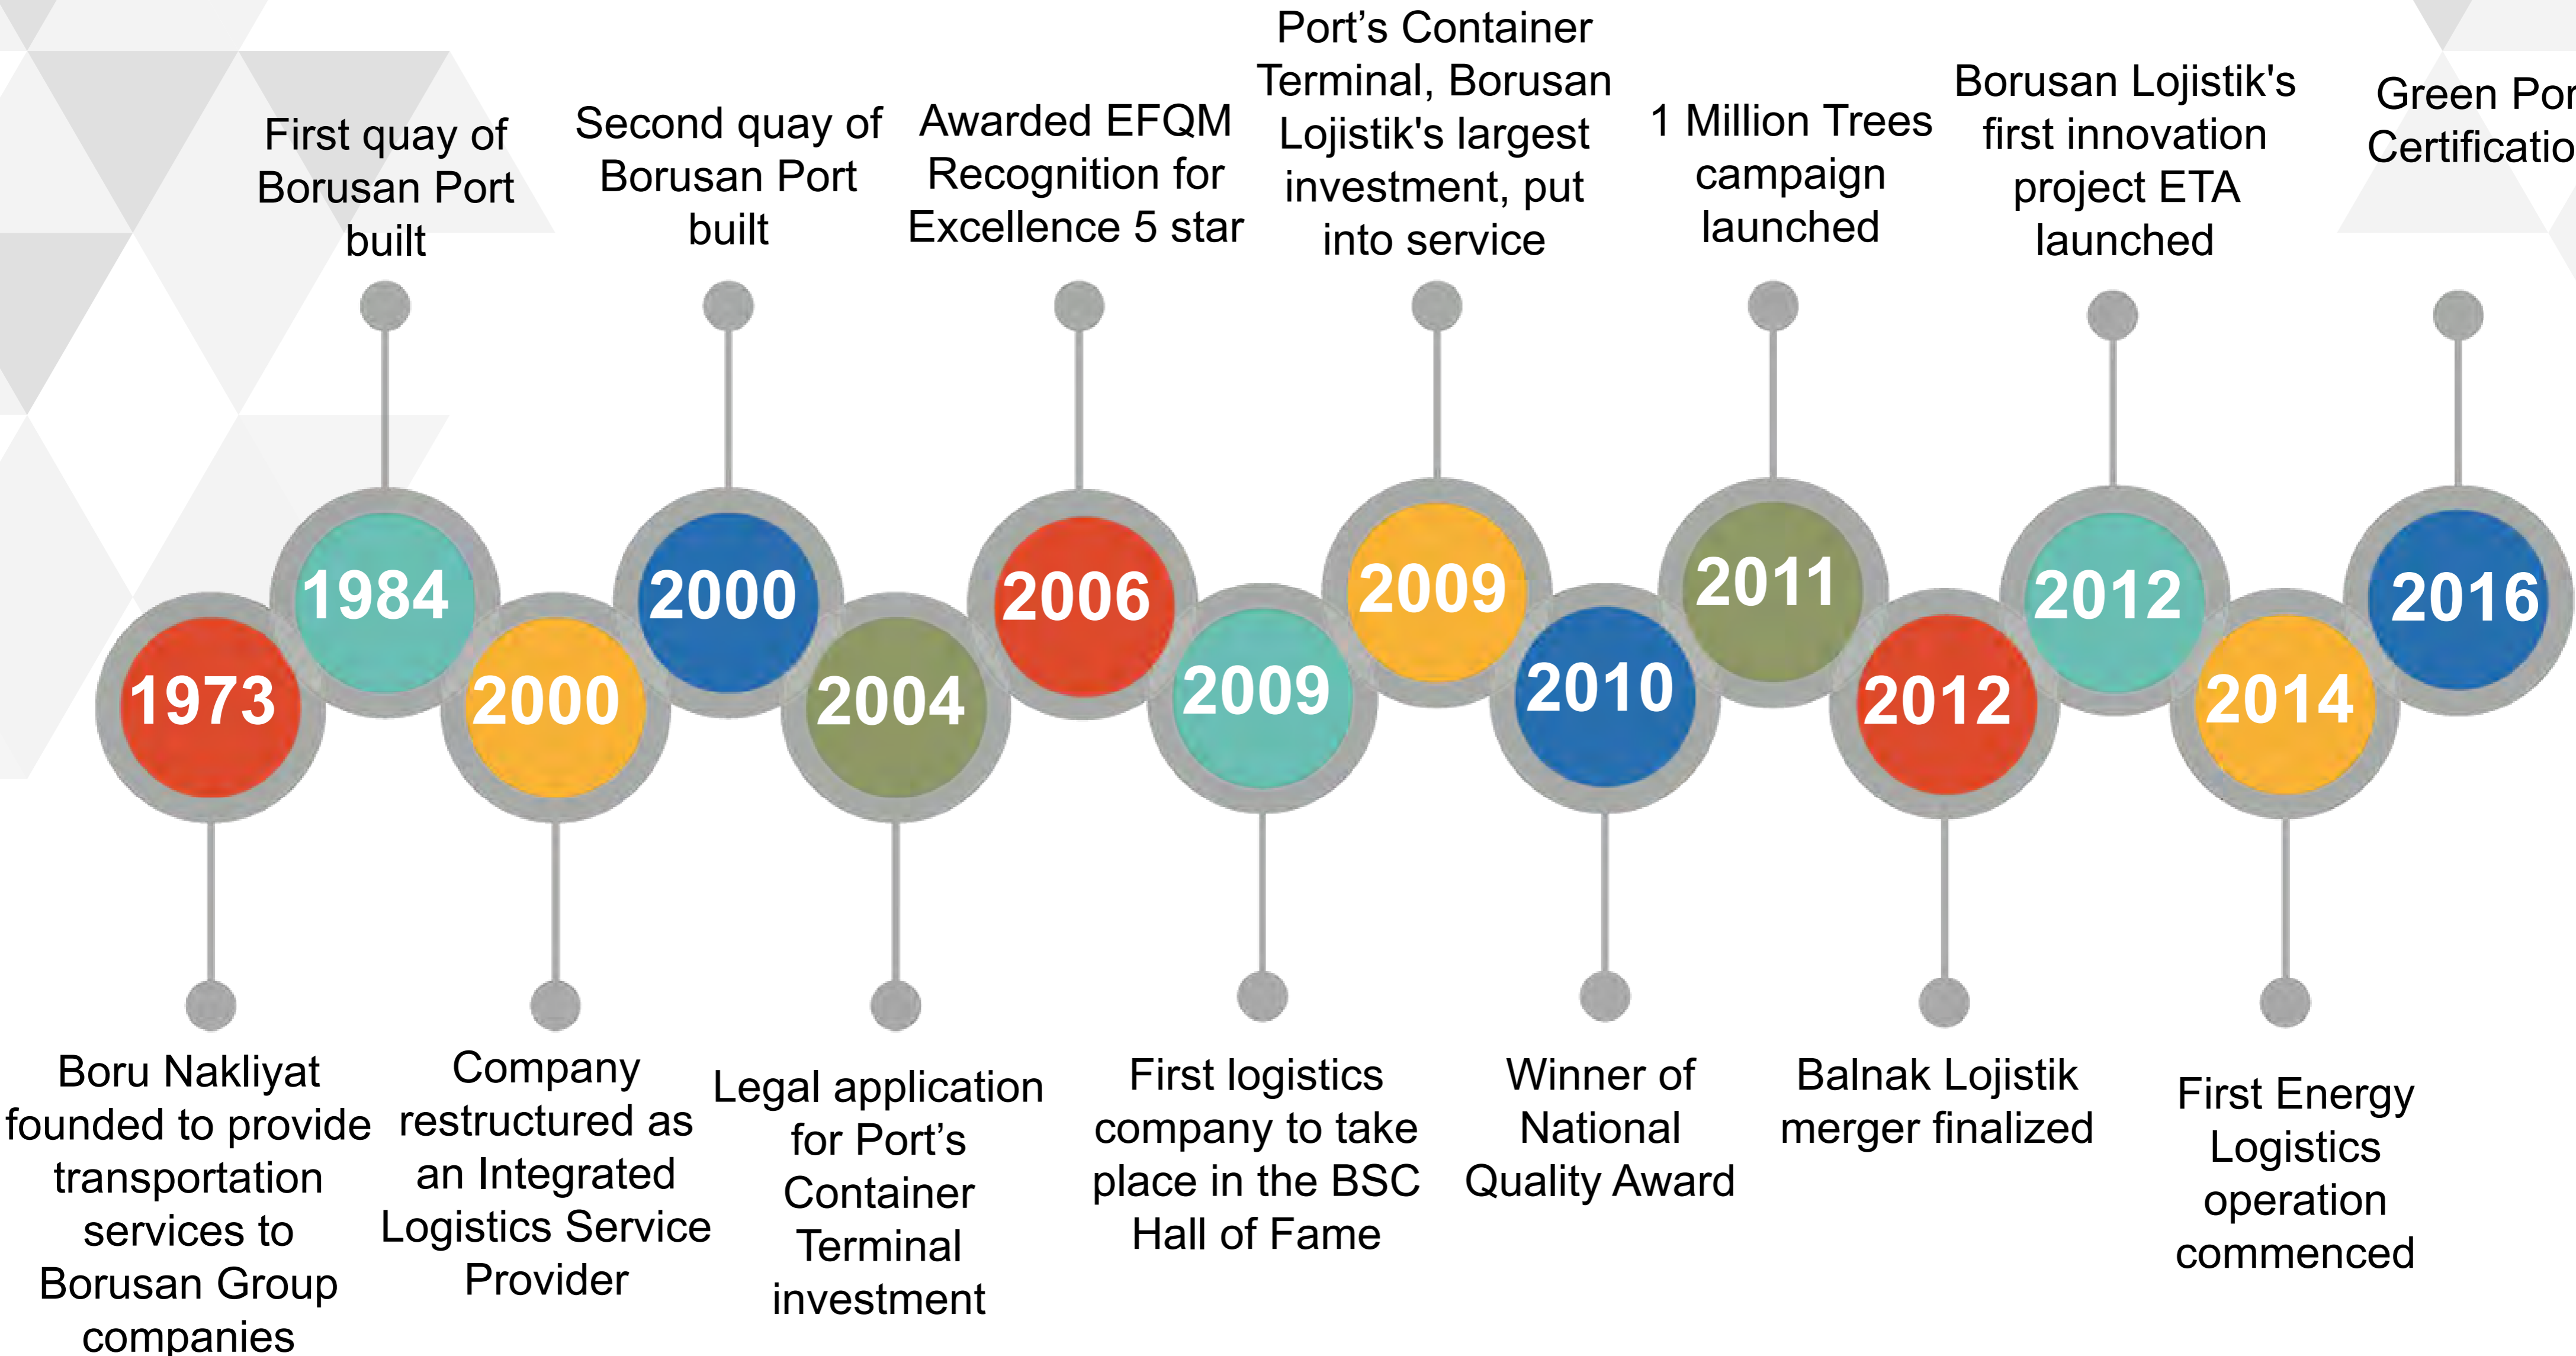 First quay of
Borusan Port
built
Second quay of
Borusan Port
built
Awarded EFQM
Recognition for
Excellence 5 star
Port’s Container
Terminal, Borusan
Lojistik's largest
investment, put
into service
1 Million Trees
campaign
launched
Borusan Lojistik's
first innovation
project ETA
launched
Green
1973
1984
2000
2000
2004
2006
2009
2009
2010
2011
2012
2012
2014
2016
Boru Nakliyat
founded to provide
transportation
services to
Borusan Group
companies
Company
restructured as
an Integrated
Logistics Service
Provider
Legal application
for Port’s
Container
Terminal
investment
First logistics
company to take
place in the BSC
Hall of Fame
Winner of
National
Quality Award
Balnak Lojistik
merger finalized
First Energy
Logistics
operation
commenced